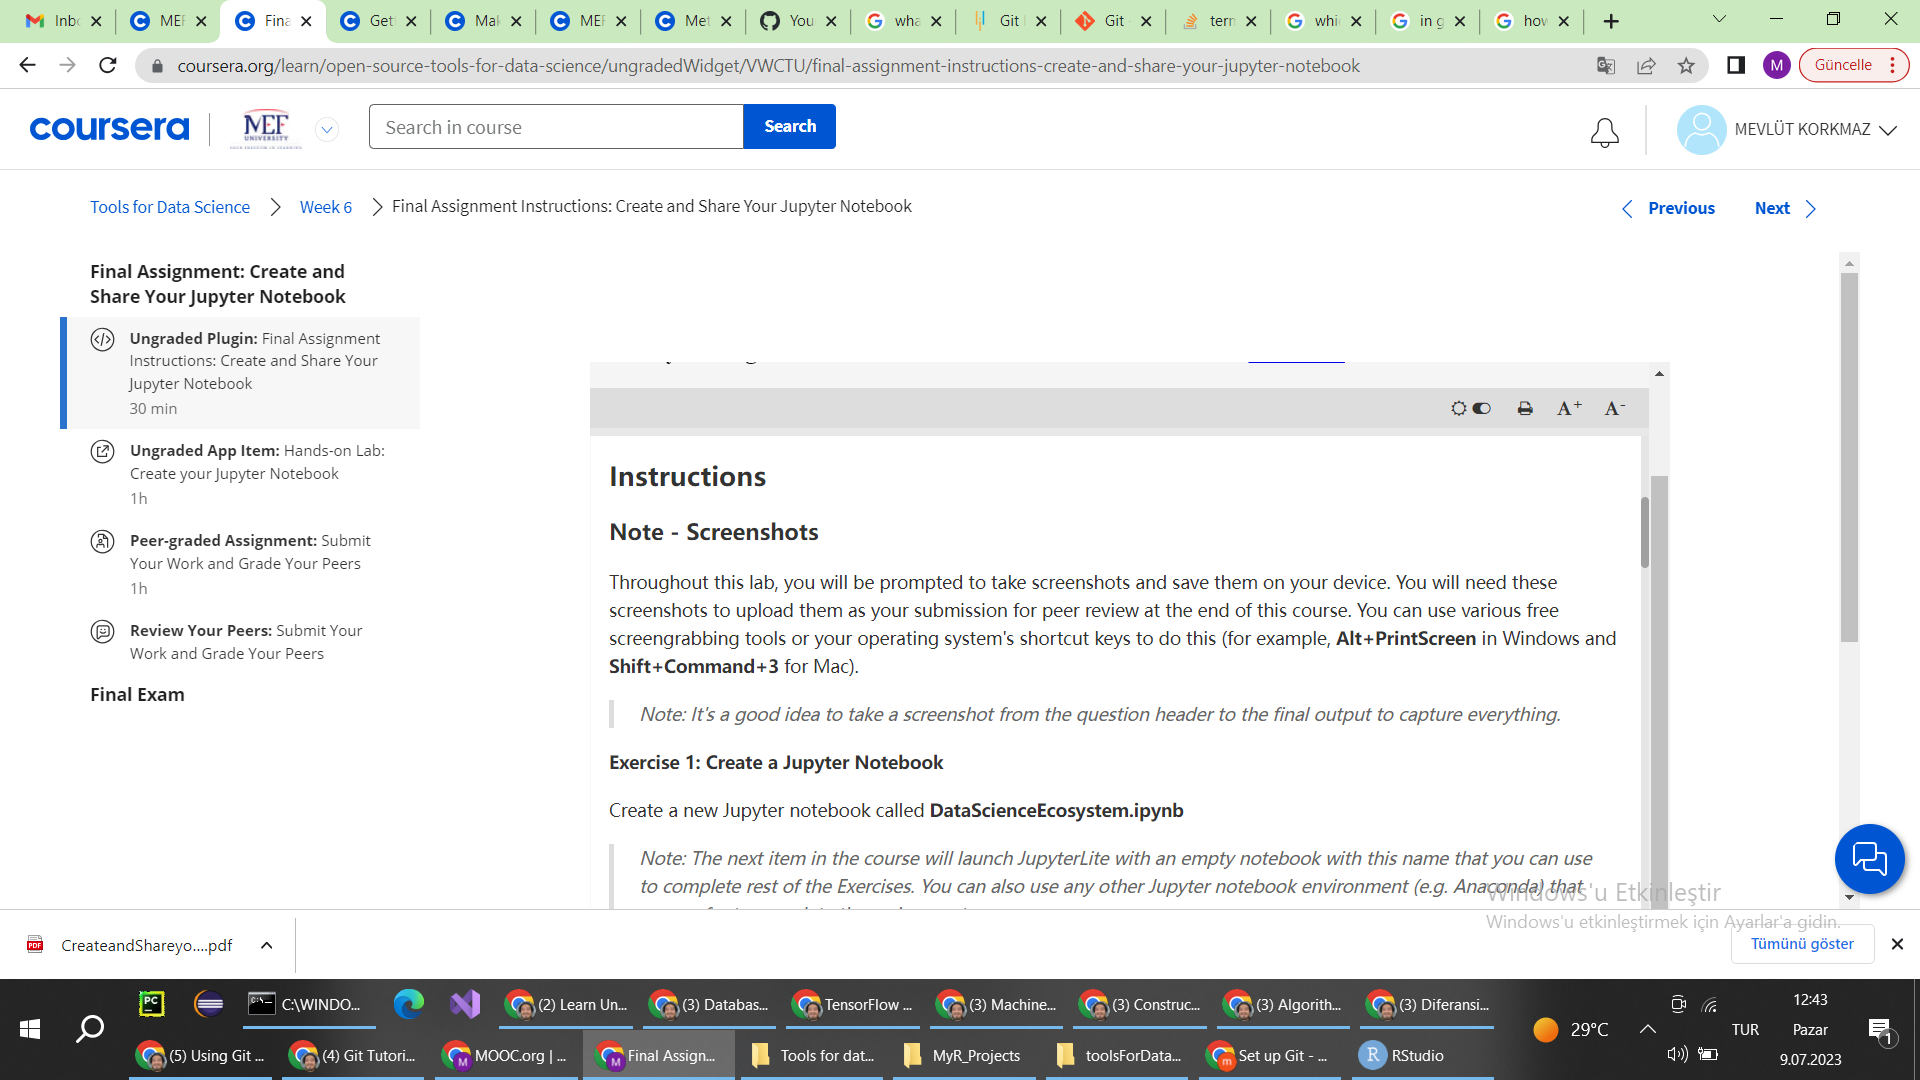 Inbo
MEF
Fina
Gett
Mak
MEF
Met
You
wha
Git
Git
tern
whi
in g
how
coursera.org/learn/open-source-tools-for-data-science/ungradedWidget/VWCTU/final-assignment-instructions-create-and-share-your-jupyter-notebook
M
Güncelle
coursera
MEF
UNIVERSITY
Search in course
Search
MEVLÜT KORKMAZ
Tools for Data Science
Week 6
Final Assignment Instructions: Create and Share Your Jupyter Notebook
Previous
Next
Final Assignment: Create and
Share Your Jupyter Notebook
Ungraded Plugin: Final Assignment
Instructions: Create and Share Your
Jupyter Notebook
30 min
Ungraded App Item: Hands-on Lab:
Create your Jupyter Notebook
1h
Peer-graded Assignment: Submit
Your Work and Grade Your Peers
1h
Review Your Peers: Submit Your
Work and Grade Your Peers
Final Exam
A+
A-
Instructions
Note - Screenshots
Throughout this lab, you will be prompted to take screenshots and save them on your device. You will need these
screenshots to upload them as your submission for peer review at the end of this course. You can use various free
screengrabbing tools or your operating system's shortcut keys to do this (for example, Alt+PrintScreen in Windows and
Shift+Command+3 for Mac).
Note: It's a good idea to take a screenshot from the question header to the final output to capture everything.
Exercise 1: Create a Jupyter Notebook
Create a new Jupyter notebook called DataScienceEcosystem.ipynb
Note: The next item in the course will launch JupyterLite with an empty notebook with this name that you can use
to complete rest of the Exercises. You can also use any other Jupyter notebook environment (e.g. Anaconda) that
Windows'u Etkinleştir
Windows'u etkinleştirmek için Ayarlar'a gidin.
PDF
CreateandShareyo....pdf
Tümünü göster
PC
C:\WINDO...
(2) Learn Un...
(3) Databas...
TensorFlow ...
(3) Machine...
(3) Construc...
(3) Algorith...
(3) Diferansi...
(5) Using Git ...
(4) Git Tutori...
MOOC.org | ...
Final Assign...
Tools for dat...
MyR_Projects
toolsForData...
Set up Git - ...
RStudio
29°C
TUR
12:43
Pazar
9.07.2023
1